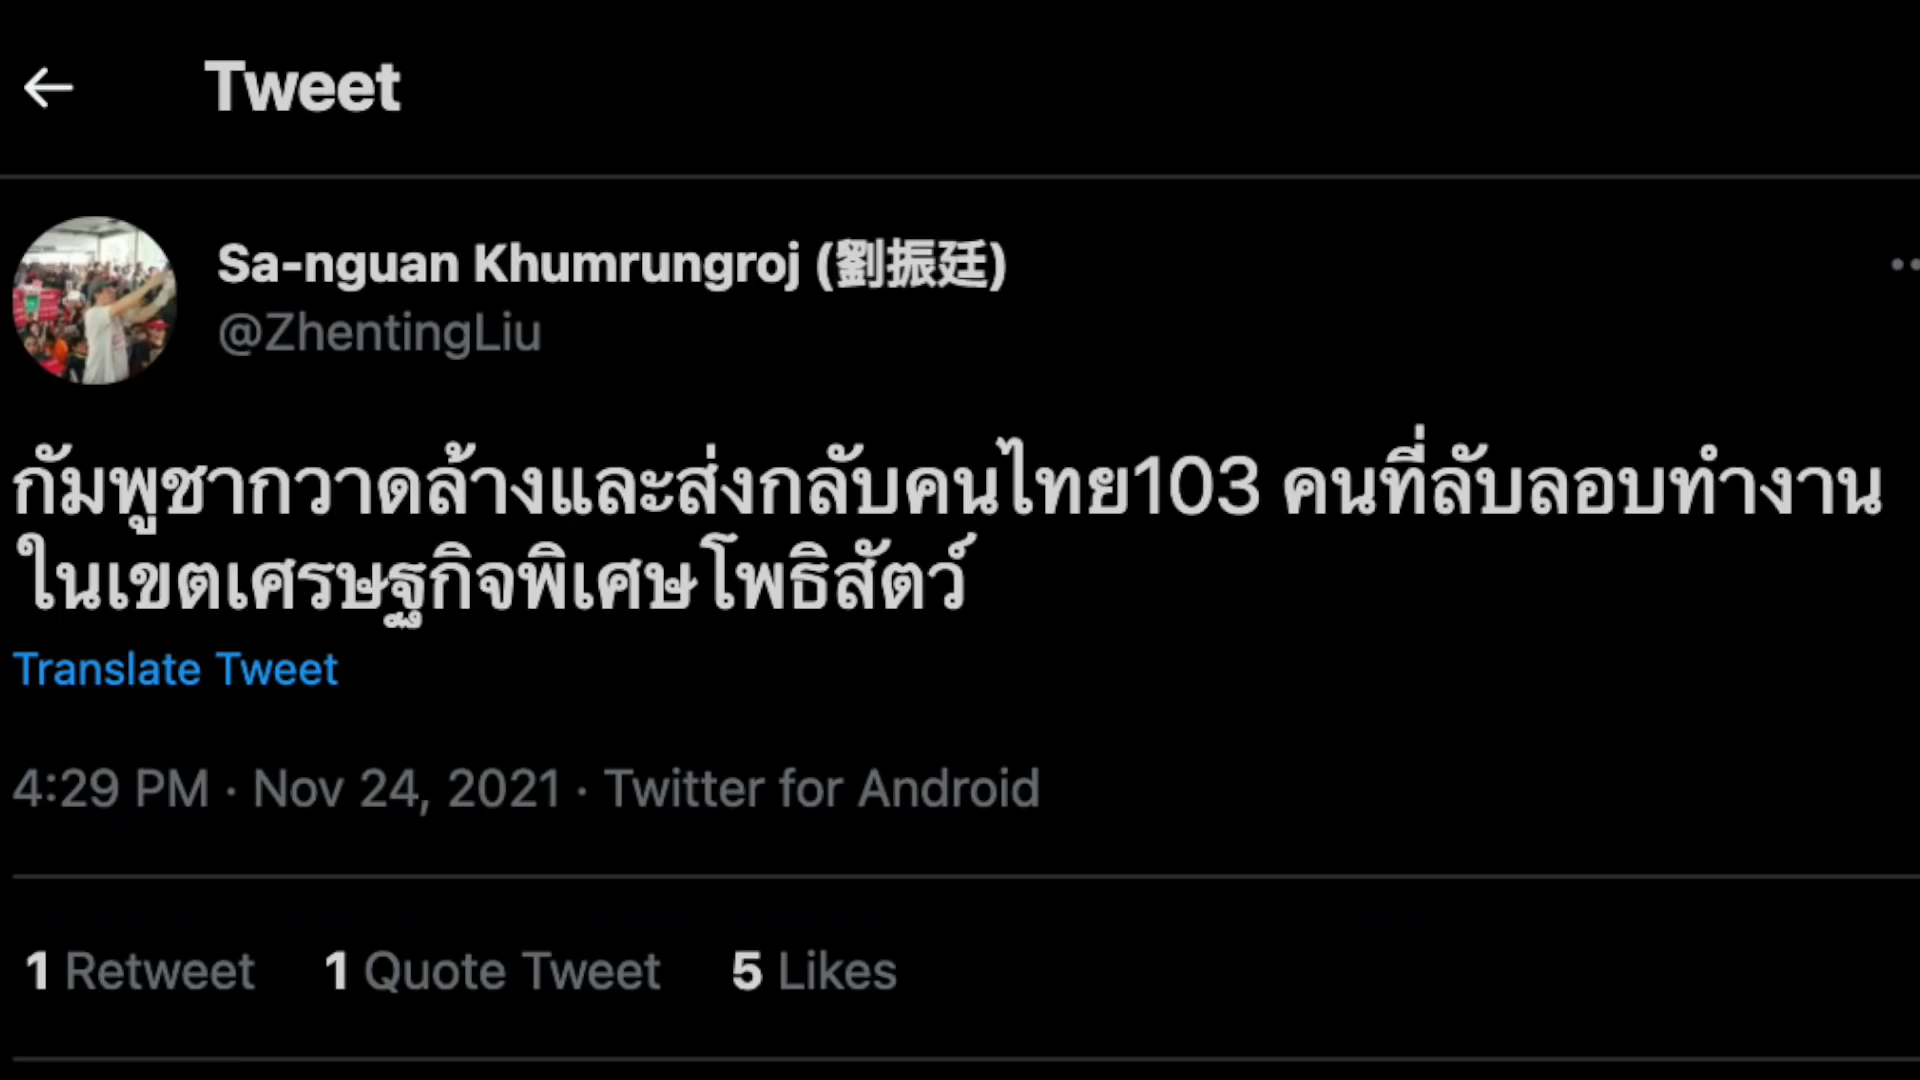 Tweet
Sa-nguan Khumrungroj (劉振廷)
@ZhentingLiu
กัมพูชากวาดล้างและส่งกลับคนไทย103 คนที่ลับลอบทำงาน
ในเขตเศรษฐกิจพิเศษโพธิสัตว์
Translate Tweet
4:29 PM · Nov 24, 2021 · Twitter for Android
1 Retweet 1 Quote Tweet 5 Likes